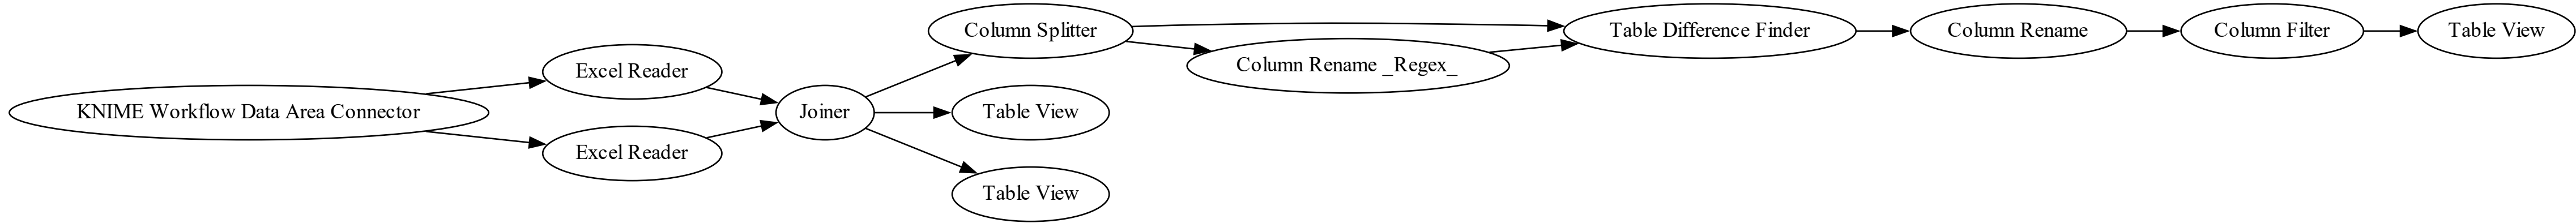 KNIME Workflow Data Area Connector
Excel Reader
Excel Reader
Joiner
Column Splitter
Table View
Table View
Column Rename _Regex_
Table Difference Finder
Column Rename
Column Filter
Table View